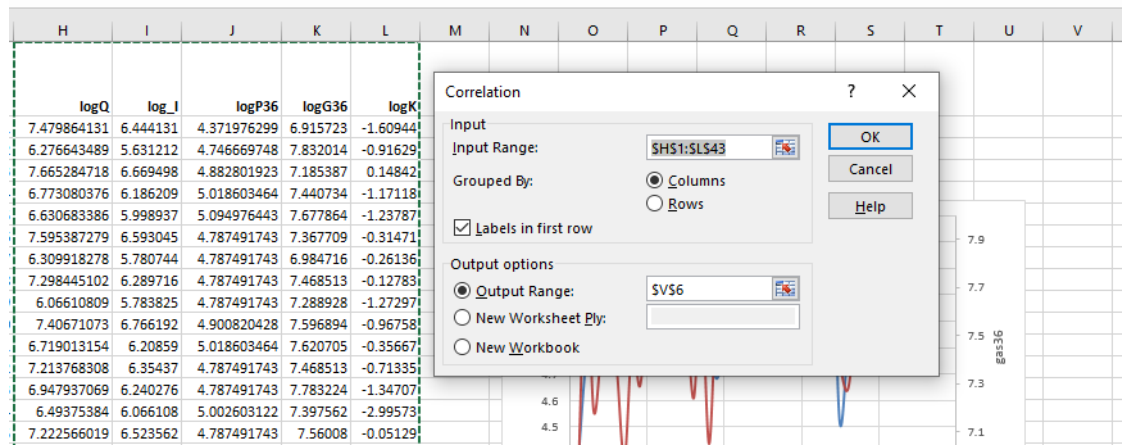 H I J K L M N O P Q R S T U V
logQ log_I logP36 logG36 logK
7.479864131 6.444131 4.371976299 6.915723 -1.60944
6.276643489 5.631212 4.746669748 7.832014 -0.91629
7.665284718 6.669498 4.882801923 7.185387 0.14842
6.773080376 6.186209 5.018603464 7.440734 -1.17118
6.630683386 5.998937 5.094976443 7.677864 -1.23787
7.595387279 6.593045 4.787491743 7.367709 -0.31471
6.309918278 5.780744 4.787491743 6.984716 -0.26136
7.298445102 6.289716 4.787491743 7.468513 -0.12783
6.06610809 5.783825 4.787491743 7.288928 -1.27297
7.40671073 6.766192 4.900820428 7.596894 -0.96758
6.719013154 6.20859 5.018603464 7.620705 -0.35667
7.213768308 6.35437 4.787491743 7.468513 -0.71335
6.947937069 6.240276 4.787491743 7.783224 -1.34707
6.49375384 6.066108 5.002603122 7.397562 -2.99573
7.222566019 6.523562 4.787491743 7.56008 -0.05129
Correlation ?
Input
Input Range: $H$1:$L$43
Grouped By: Columns
Rows
Labels in first row
Output options
Output Range: $V$6
New Worksheet Ply:
New Workbook
OK
Cancel
Help
7.9
7.7
7.5
7.3
7.1
gas36
4.6
4.5